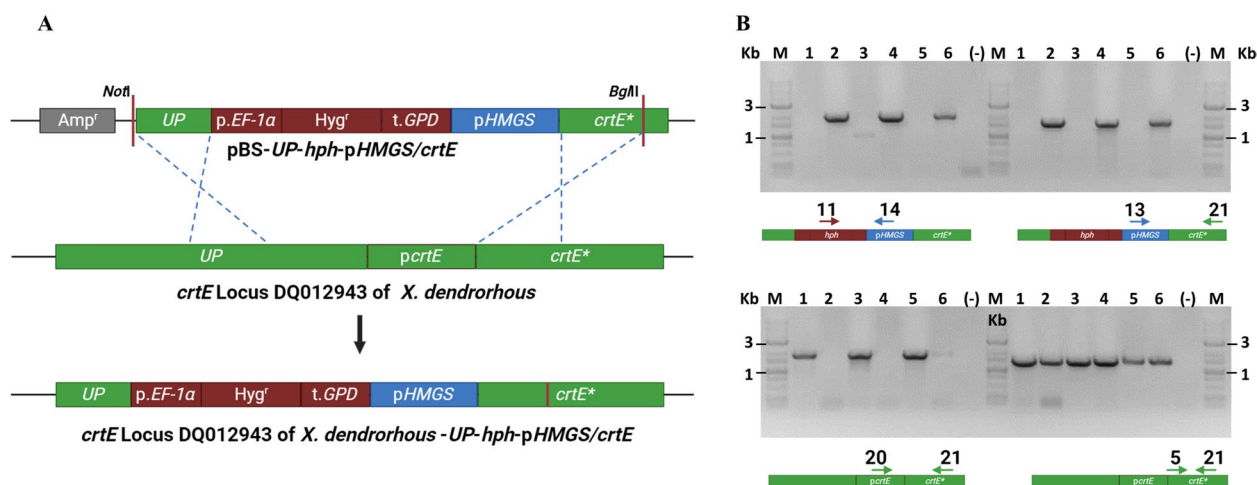 A
NotI
BglII
Ampʳ
UP
p.EF-1α
Hygʳ
t.GPD
pHMGS
crtE*
pBS-UP-hph-pHMGS/crtE
UP
pcrtE
crtE*
crtE Locus DQ012943 of X. dendrorhous
UP
p.EF-1α
Hygʳ
t.GPD
pHMGS
crtE*
crtE Locus DQ012943 of X. dendrorhous -UP-hph-pHMGS/crtE
B
Kb M 1 2 3 4 5 6 (-) M 1 2 3 4 5 6 (-) M Kb
3 3
1 1
11 14 13 21
hph pHMGS crtE* hph pHMGS crtE*
Kb M 1 2 3 4 5 6 (-) M 1 2 3 4 5 6 (-) M
Kb
3 3
1 1
20 21 5 21
pcrtE crtE* pcrtE crtE*